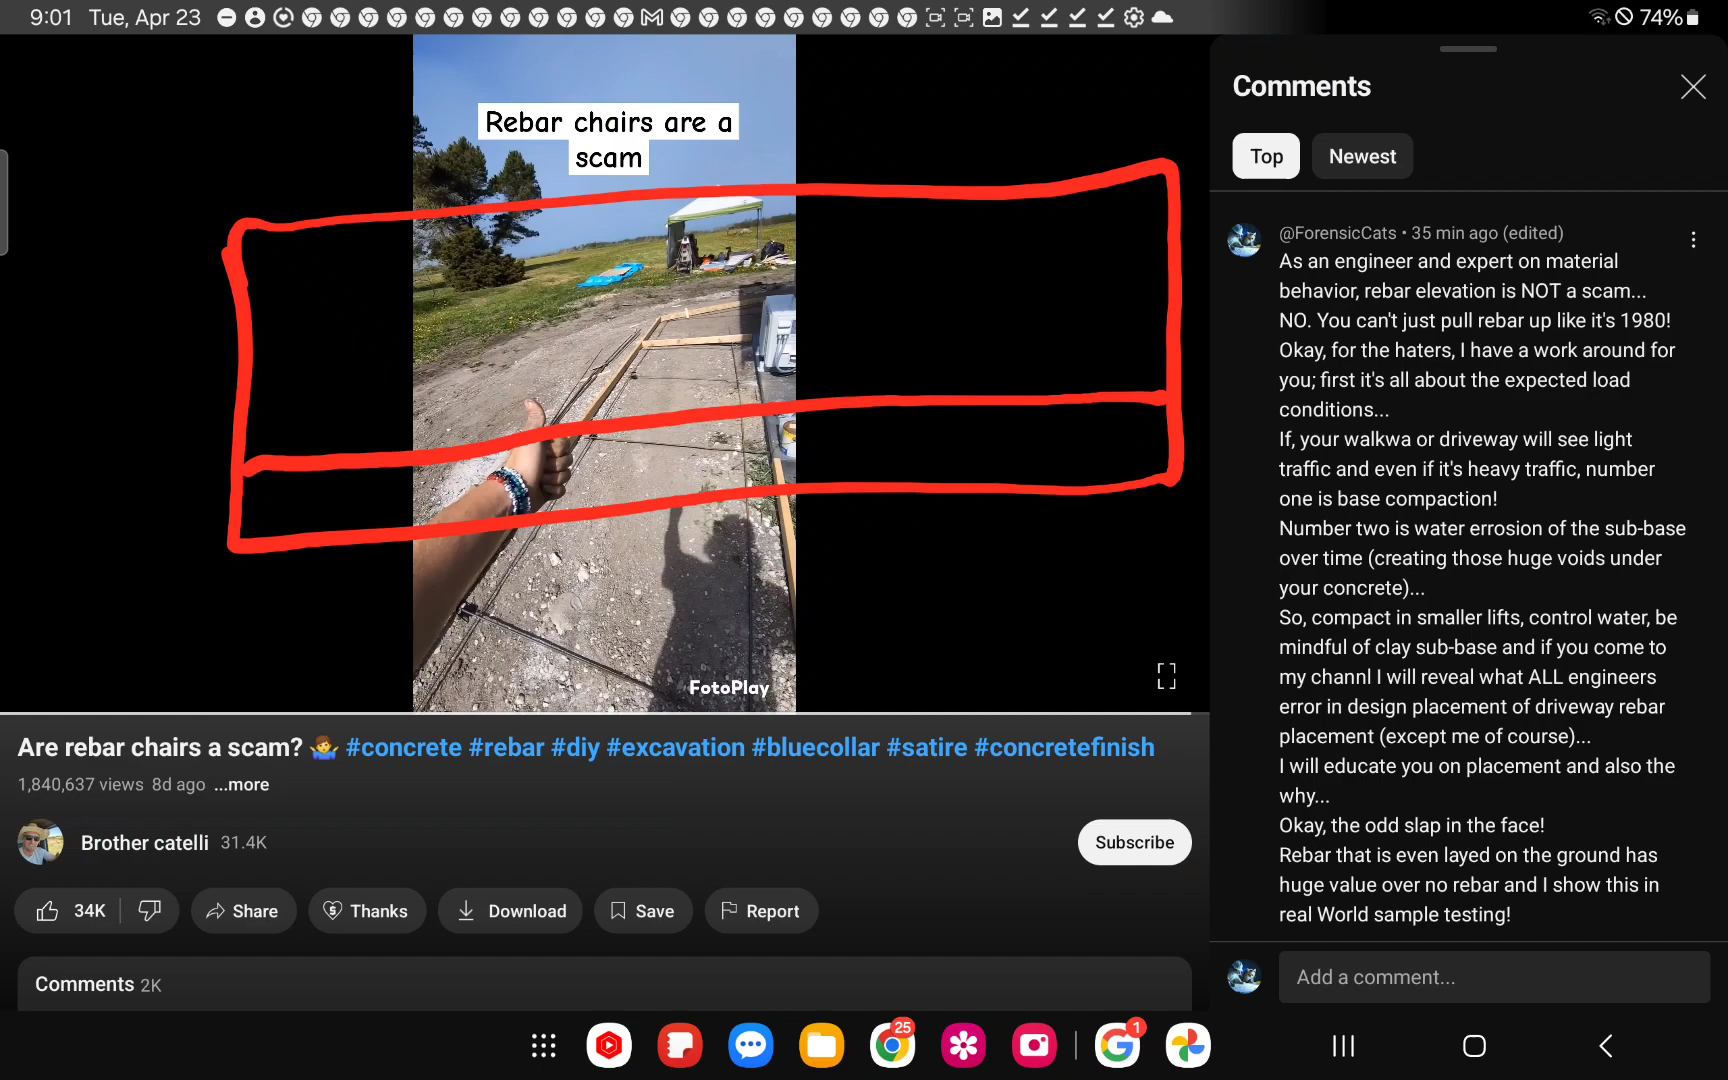 9:01 Tue, Apr 23
74%
Rebar chairs are a
scam
FotoPlay
Are rebar chairs a scam? 🤷 #concrete #rebar #diy #excavation #bluecollar #satire #concretefinish
1,840,637 views 8d ago ...more
Brother catelli 31.4K
Subscribe
34K
Share
Thanks
Download
Save
Report
Comments 2K
Comments
Top
Newest
@ForensicCats • 35 min ago (edited)
As an engineer and expert on material
behavior, rebar elevation is NOT a scam...
NO. You can't just pull rebar up like it's 1980!
Okay, for the haters, I have a work around for
you; first it's all about the expected load
conditions...
If, your walkwa or driveway will see light
traffic and even if it's heavy traffic, number
one is base compaction!
Number two is water errosion of the sub-base
over time (creating those huge voids under
your concrete)...
So, compact in smaller lifts, control water, be
mindful of clay sub-base and if you come to
my channl I will reveal what ALL engineers
error in design placement of driveway rebar
placement (except me of course)...
I will educate you on placement and also the
why...
Okay, the odd slap in the face!
Rebar that is even layed on the ground has
huge value over no rebar and I show this in
real World sample testing!
Add a comment...
25
1